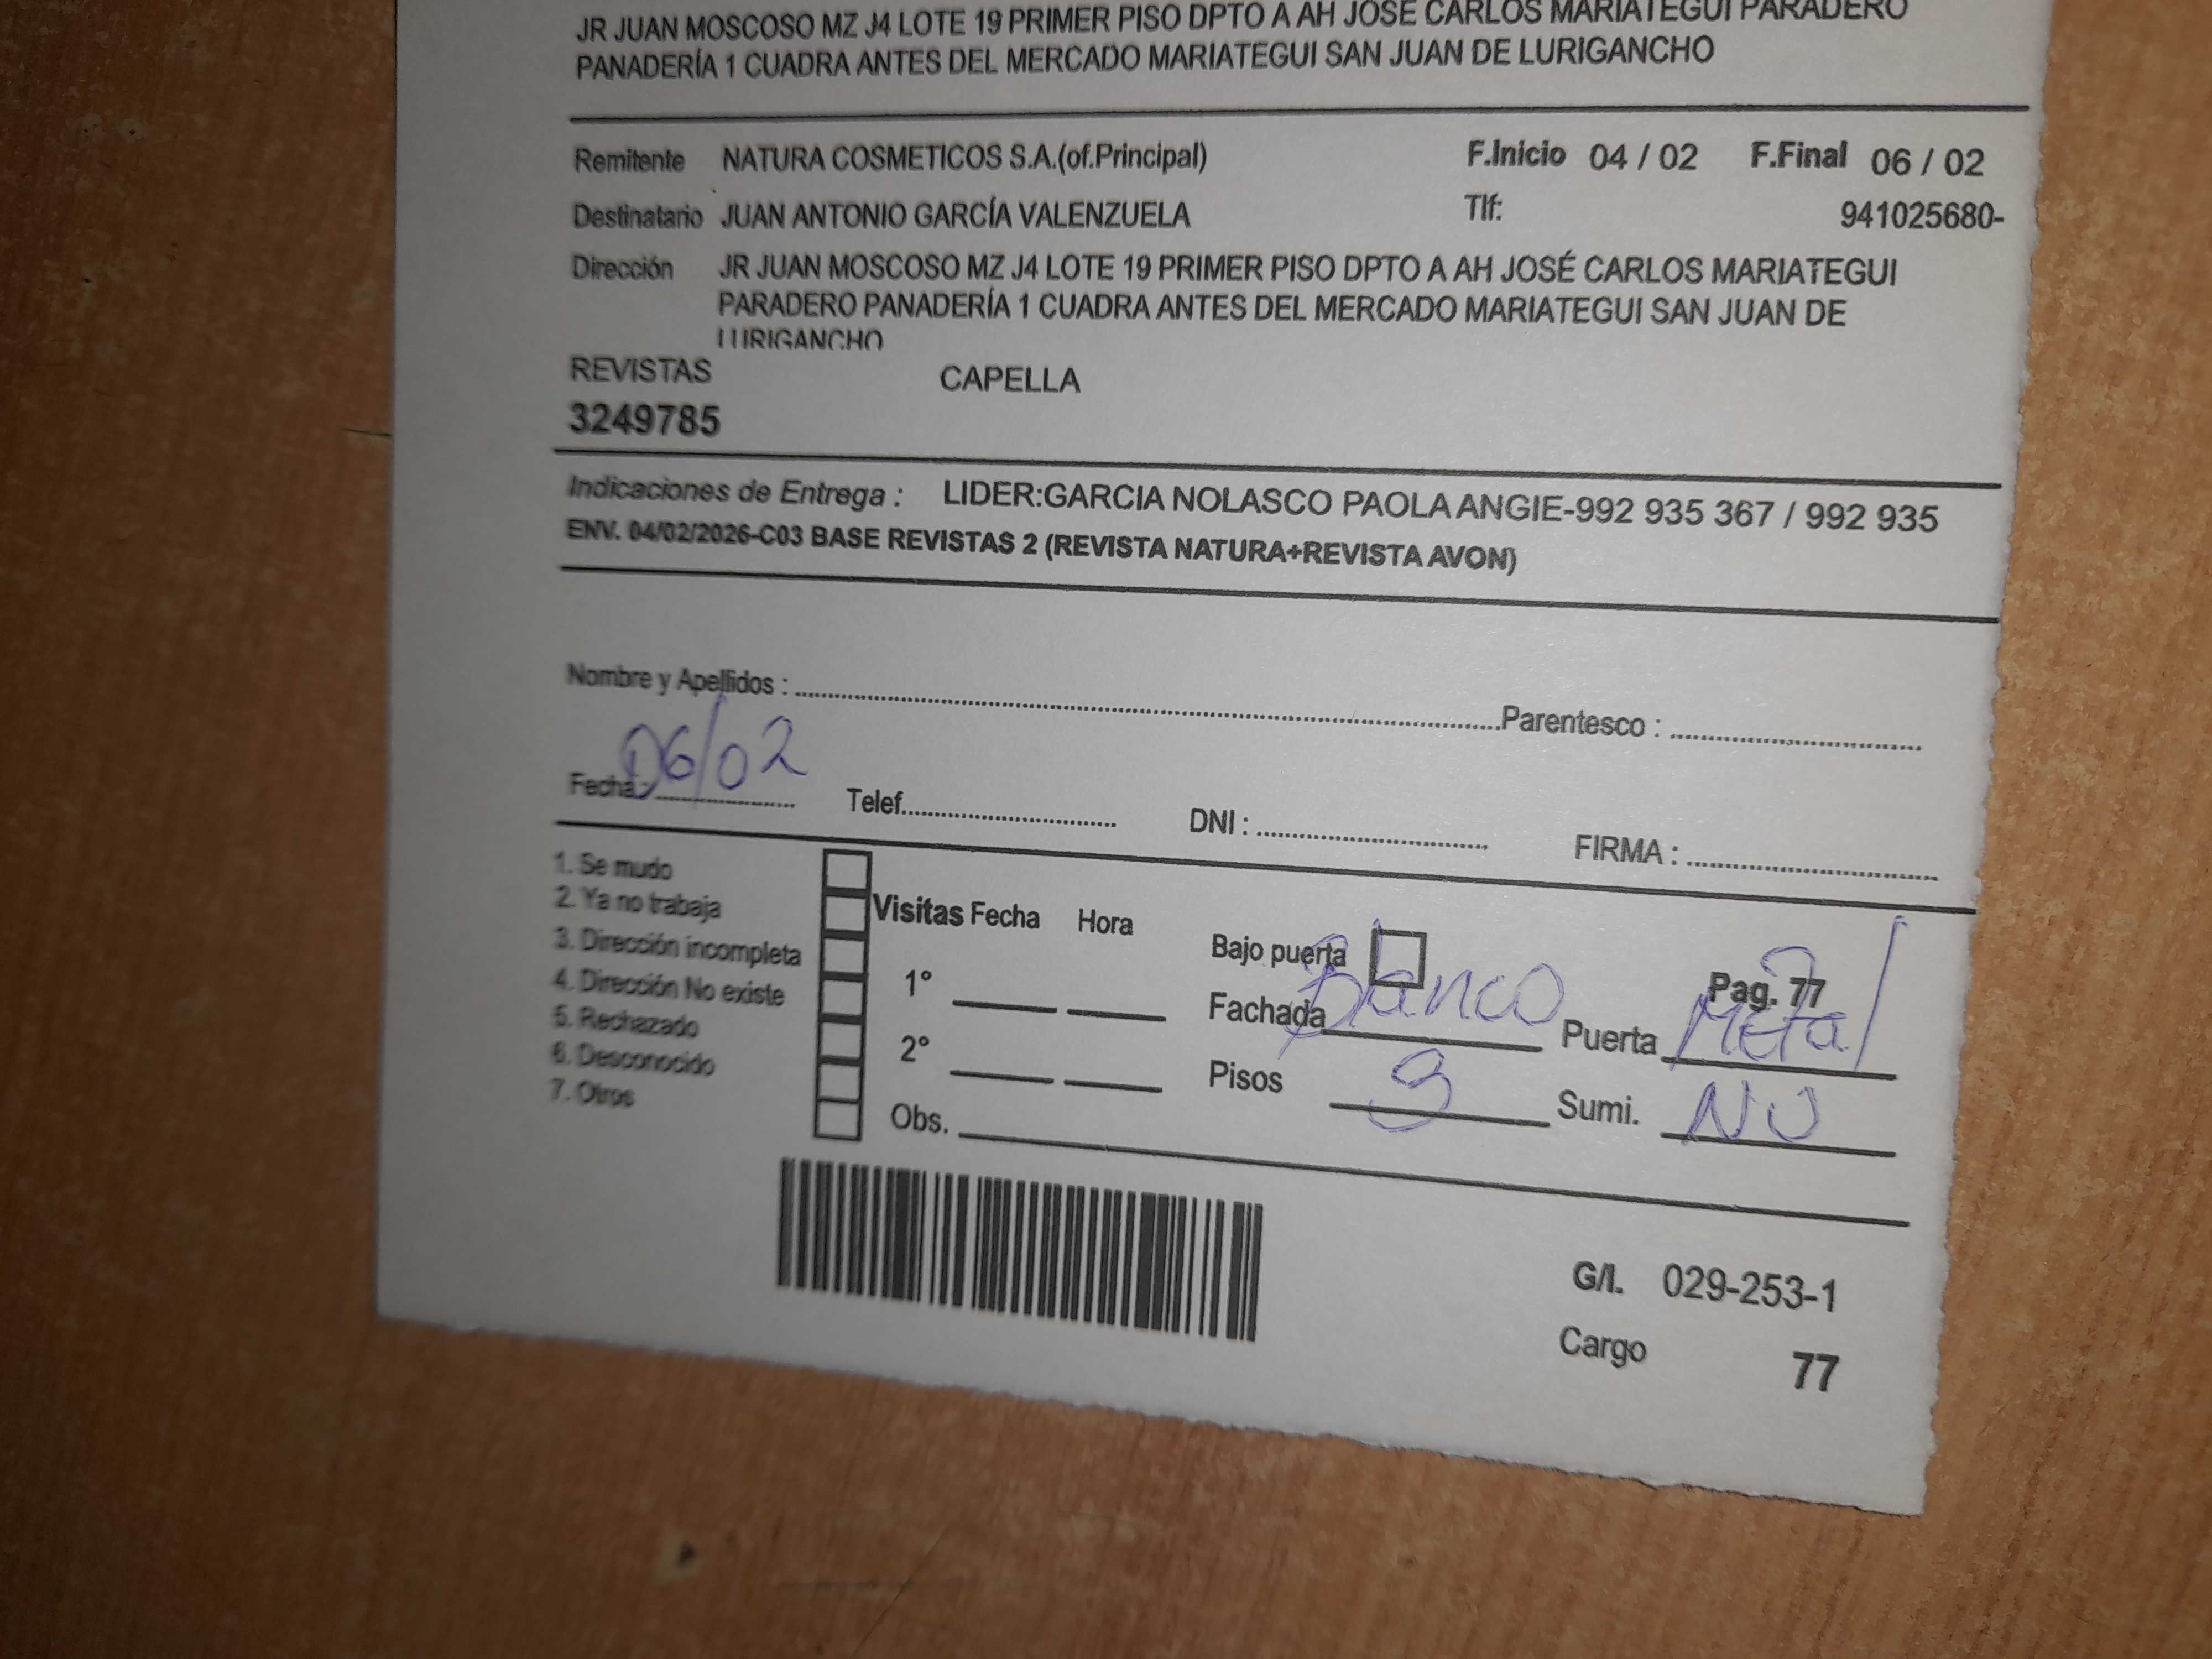 JR JUAN MOSCOSO MZ J4 LOTE 19 PRIMER PISO DPTO A AH JOSÉ CARLOS MARIATEGUI PARADERO
PANADERÍA 1 CUADRA ANTES DEL MERCADO MARIATEGUI SAN JUAN DE LURIGANCHO
Remitente NATURA COSMETICOS S.A.(of.Principal) F.Inicio 04 / 02 F.Final 06 / 02
Destinatario JUAN ANTONIO GARCÍA VALENZUELA Tlf: 941025680-
Dirección JR JUAN MOSCOSO MZ J4 LOTE 19 PRIMER PISO DPTO A AH JOSÉ CARLOS MARIATEGUI
PARADERO PANADERÍA 1 CUADRA ANTES DEL MERCADO MARIATEGUI SAN JUAN DE
LURIGANCHO
REVISTAS CAPELLA
3249785
Indicaciones de Entrega : LIDER:GARCIA NOLASCO PAOLA ANGIE-992 935 367 / 992 935
ENV. 04/02/2026-C03 BASE REVISTAS 2 (REVISTA NATURA+REVISTA AVON)
Nombre y Apellidos : Parentesco :
Fecha : 06/02 Telef. DNI : FIRMA :
1. Se mudo
2. Ya no trabaja
3. Dirección incompleta
4. Dirección No existe
5. Rechazado
6. Desconocido
7. Otros
Visitas Fecha Hora
1°
2°
Obs.
Bajo puerta Pag. 77
Fachada Blanco Puerta Metal
Pisos 3 Sumi. NO
G/I. 029-253-1
Cargo 77